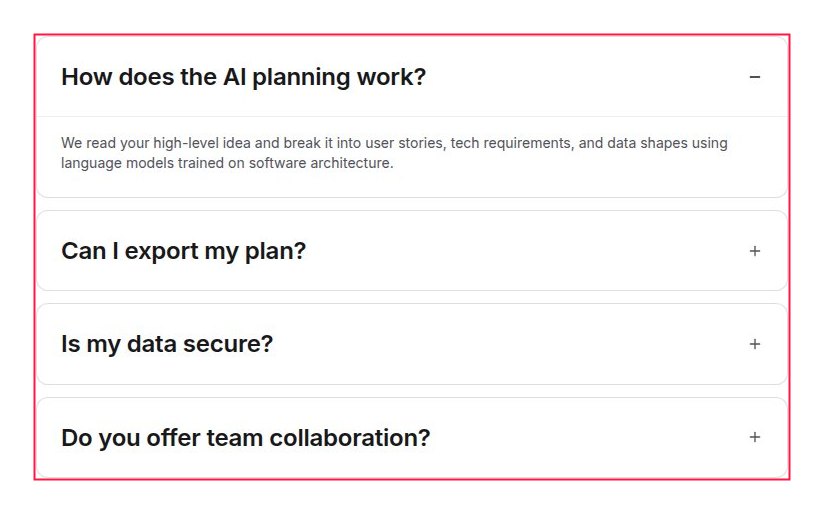 How does the AI planning work?
We read your high-level idea and break it into user stories, tech requirements, and data shapes using
language models trained on software architecture.
Can I export my plan?
Is my data secure?
Do you offer team collaboration?